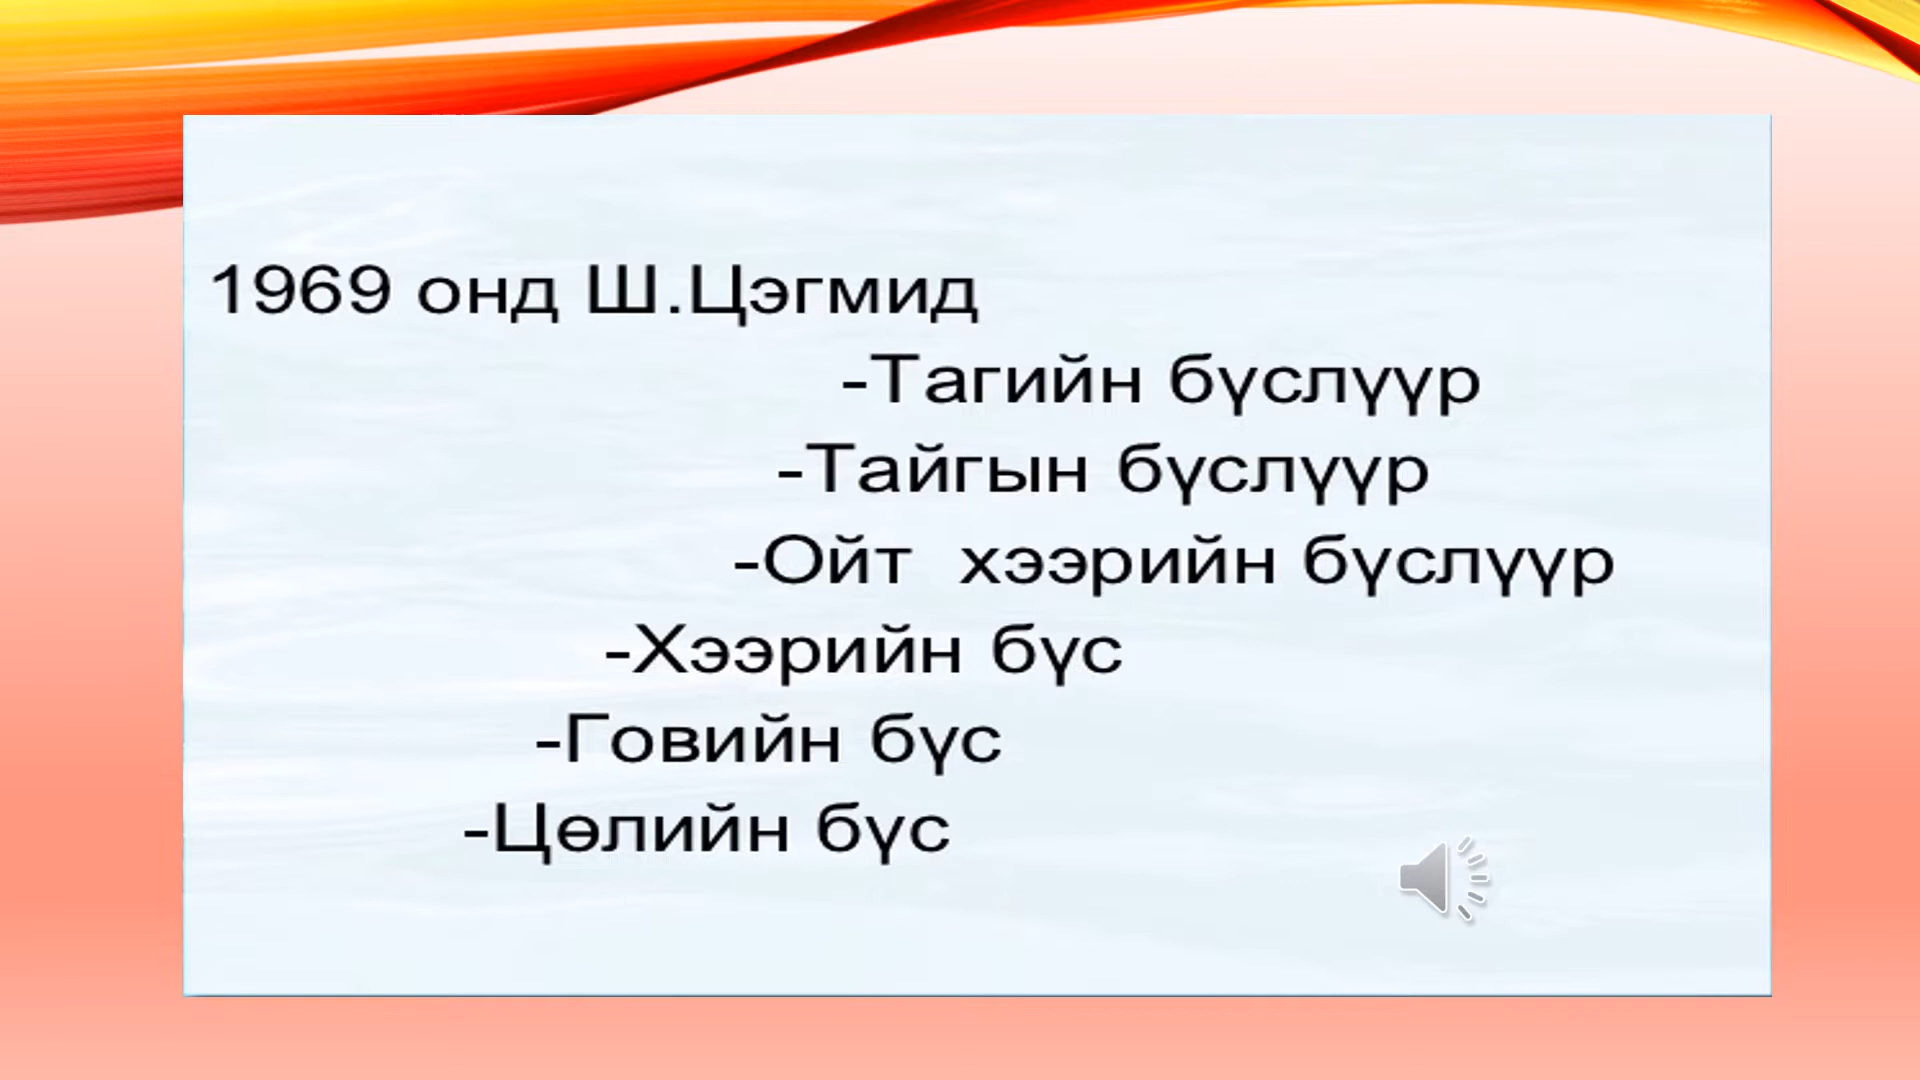 1969 онд Ш.Цэгмид
-Тагийн бүслүүр
-Тайгын бүслүүр
-Ойт хээрийн бүслүүр
-Хээрийн бүс
-Говийн бүс
-Цөлийн бүс